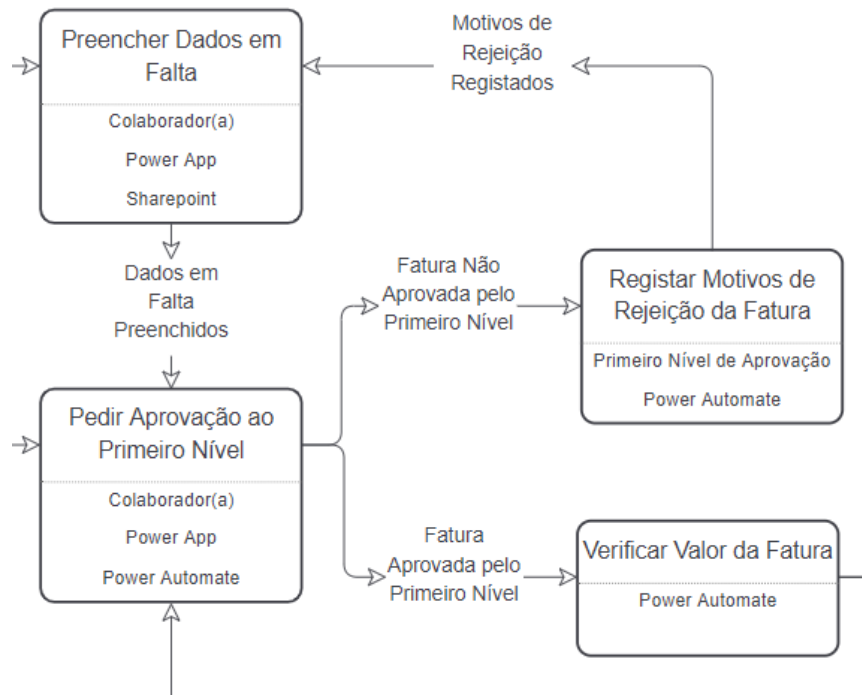 Preencher Dados em
Falta
Colaborador(a)
Power App
Sharepoint
Motivos de
Rejeição
Registados
Dados em
Falta
Preenchidos
Fatura Não
Aprovada pelo
Primeiro Nível
Registar Motivos de
Rejeição da Fatura
Primeiro Nível de Aprovação
Power Automate
Pedir Aprovação ao
Primeiro Nível
Colaborador(a)
Power App
Power Automate
Fatura
Aprovada pelo
Primeiro Nível
Verificar Valor da Fatura
Power Automate